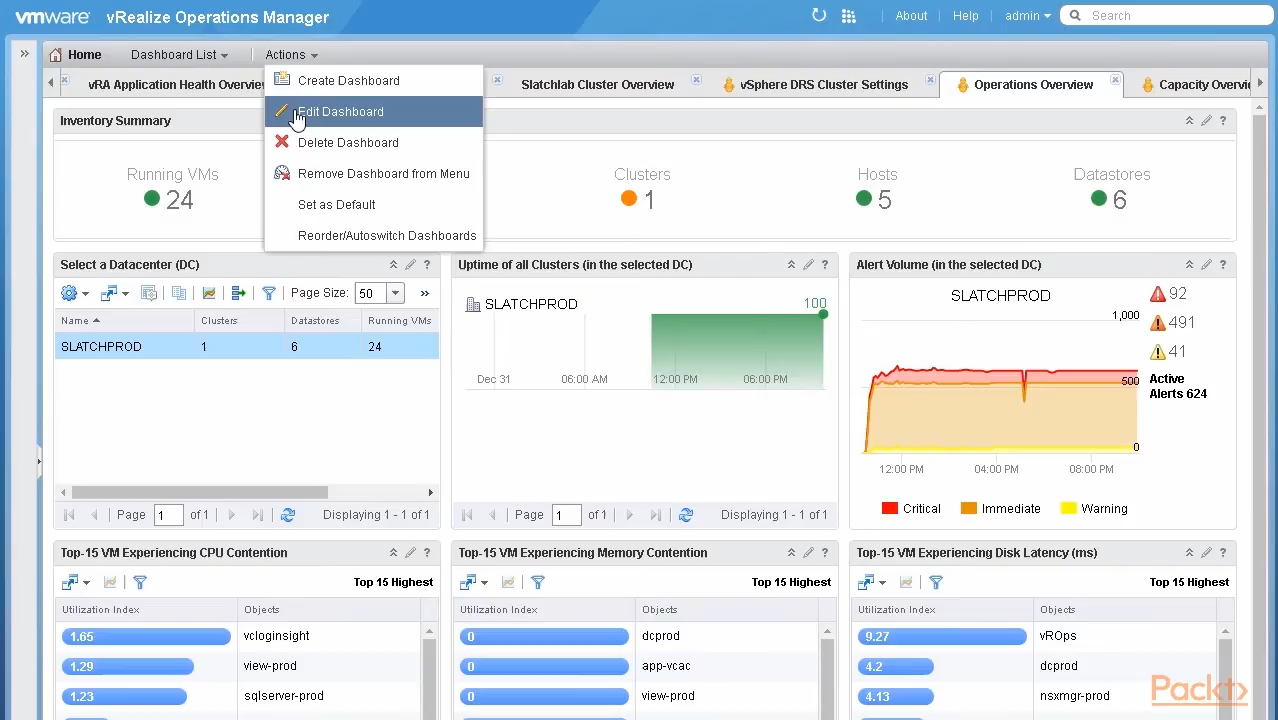 vmware vRealize Operations Manager
About Help admin Search
Home Dashboard List Actions
vRA Application Health Overview Slatchlab Cluster Overview vSphere DRS Cluster Settings Operations Overview Capacity Overvi
Create Dashboard
Edit Dashboard
Delete Dashboard
Remove Dashboard from Menu
Set as Default
Reorder/Autoswitch Dashboards
Inventory Summary
Running VMs
24
Clusters
1
Hosts
5
Datastores
6
Select a Datacenter (DC)
Page Size: 50
Name Clusters Datastores Running VMs
SLATCHPROD 1 6 24
Page 1 of 1 Displaying 1 - 1 of 1
Uptime of all Clusters (in the selected DC)
SLATCHPROD 100
Dec 31 06:00 AM 12:00 PM 06:00 PM
Page 1 of 1 Displaying 1 - 1 of 1
Alert Volume (in the selected DC)
SLATCHPROD
1,000
500
0
12:00 PM 04:00 PM 08:00 PM
92
491
41
Active
Alerts 624
Critical Immediate Warning
Top-15 VM Experiencing CPU Contention
Top 15 Highest
Utilization Index Objects
1.65 vcloginsight
1.29 view-prod
1.23 sqlserver-prod
Top-15 VM Experiencing Memory Contention
Top 15 Highest
Utilization Index Objects
0 dcprod
0 app-vcac
0 view-prod
Top-15 VM Experiencing Disk Latency (ms)
Top 15 Highest
Utilization Index Objects
9.27 vROps
4.2 dcprod
4.13 nsxmgr-prod
Packt